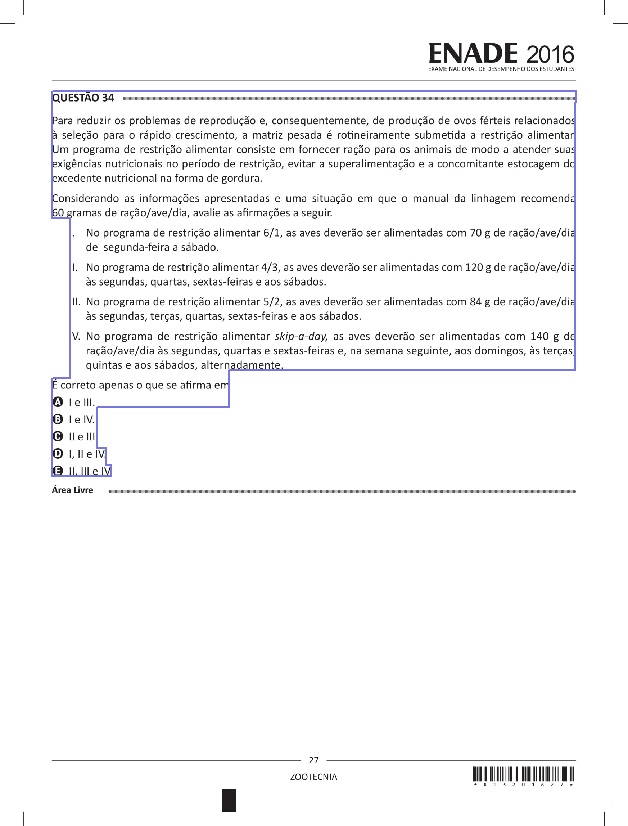 ENADE 2016
EXAME NACIONAL DE DESEMPENHO DOS ESTUDANTES
QUESTÃO 34
Para reduzir os problemas de reprodução e, consequentemente, de produção de ovos férteis relacionados
à seleção para o rápido crescimento, a matriz pesada é rotineiramente submetida a restrição alimentar.
Um programa de restrição alimentar consiste em fornecer ração para os animais de modo a atender suas
exigências nutricionais no período de restrição, evitar a superalimentação e a concomitante estocagem do
excedente nutricional na forma de gordura.
Considerando as informações apresentadas e uma situação em que o manual da linhagem recomenda
60 gramas de ração/ave/dia, avalie as afirmações a seguir.
I. No programa de restrição alimentar 6/1, as aves deverão ser alimentadas com 70 g de ração/ave/dia
de segunda-feira a sábado.
II. No programa de restrição alimentar 4/3, as aves deverão ser alimentadas com 120 g de ração/ave/dia
às segundas, quartas, sextas-feiras e aos sábados.
III. No programa de restrição alimentar 5/2, as aves deverão ser alimentadas com 84 g de ração/ave/dia
às segundas, terças, quartas, sextas-feiras e aos sábados.
IV. No programa de restrição alimentar skip-a-day, as aves deverão ser alimentadas com 140 g de
ração/ave/dia às segundas, quartas e sextas-feiras e, na semana seguinte, aos domingos, às terças,
quintas e aos sábados, alternadamente.
É correto apenas o que se afirma em
A I e III.
B I e IV.
C II e III.
D I, II e IV.
E II, III e IV.
Área Livre
27
ZOOTECNIA